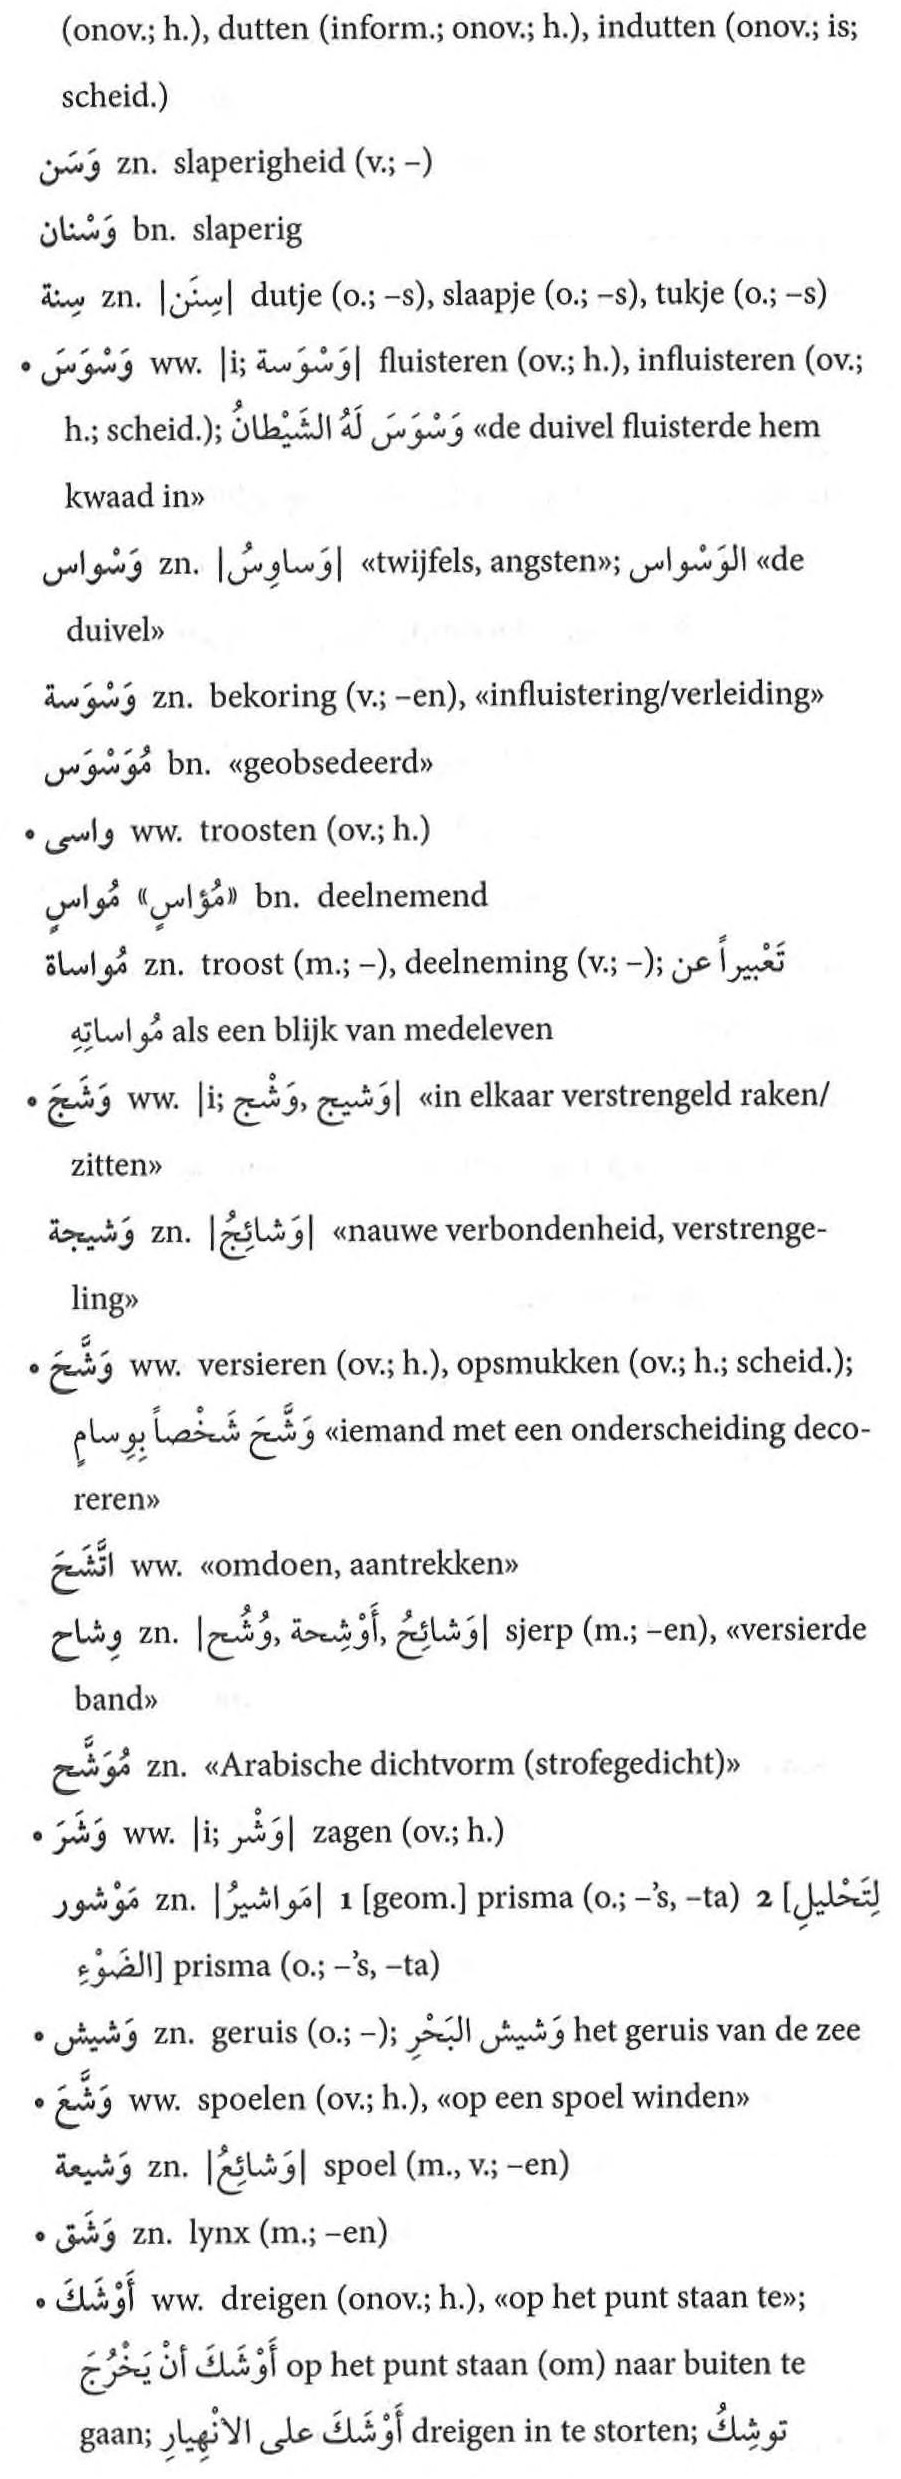 (onov.; h.), dutten (inform.; onov.; h.), indutten (onov.; is;
scheid.)
وَسَن zn. slaperigheid (v.; –)
وَسْنان bn. slaperig
سِنة zn. |سِنَن| dutje (o.; –s), slaapje (o.; –s), tukje (o.; –s)
• وَسْوَسَ ww. |i; وَسْوَسة| fluisteren (ov.; h.), influisteren (ov.;
h.; scheid.); وَسْوَسَ لَهُ الشَيْطانُ «de duivel fluisterde hem
kwaad in»
وَسْواس zn. |وَساوِسُ| «twijfels, angsten»; الوَسْواس «de
duivel»
وَسْوَسة zn. bekoring (v.; –en), «influistering/verleiding»
مُوَسْوَس bn. «geobsedeerd»
• واسى ww. troosten (ov.; h.)
مُواسٍ «مُؤاسٍ» bn. deelnemend
مُواساة zn. troost (m.; –), deelneming (v.; –); تَعْبيراً عن
مُواساتِهِ als een blijk van medeleven
• وَشَجَ ww. |i; وَشْج, وَشيج| «in elkaar verstrengeld raken/
zitten»
وَشيجة zn. |وَشائِجُ| «nauwe verbondenheid, verstrenge-
ling»
• وَشَّحَ ww. versieren (ov.; h.), opsmukken (ov.; h.; scheid.);
وَشَّحَ شَخْصاً بِوِسامٍ «iemand met een onderscheiding deco-
reren»
اتَّشَحَ ww. «omdoen, aantrekken»
وِشاح zn. |وُشُح, أَوْشِحة, وَشائِحُ| sjerp (m.; –en), «versierde
band»
مُوَشَّح zn. «Arabische dichtvorm (strofegedicht)»
• وَشَرَ ww. |i; وَشْر| zagen (ov.; h.)
مَوْشور zn. |مَواشيرُ| 1 [geom.] prisma (o.; –’s, –ta) 2 [لِتَحْليلِ
الضَوْءِ] prisma (o.; –’s, –ta)
• وَشيش zn. geruis (o.; –); وَشيش البَحْرِ het geruis van de zee
• وَشَّعَ ww. spoelen (ov.; h.), «op een spoel winden»
وَشيعة zn. |وَشائِعُ| spoel (m., v.; –en)
• وَشَق zn. lynx (m.; –en)
• أَوْشَكَ ww. dreigen (onov.; h.), «op het punt staan te»;
أَوْشَكَ أنْ يَخْرُجَ op het punt staan (om) naar buiten te
gaan; أَوْشَكَ على الانْهِيارِ dreigen in te storten; توشِكُ